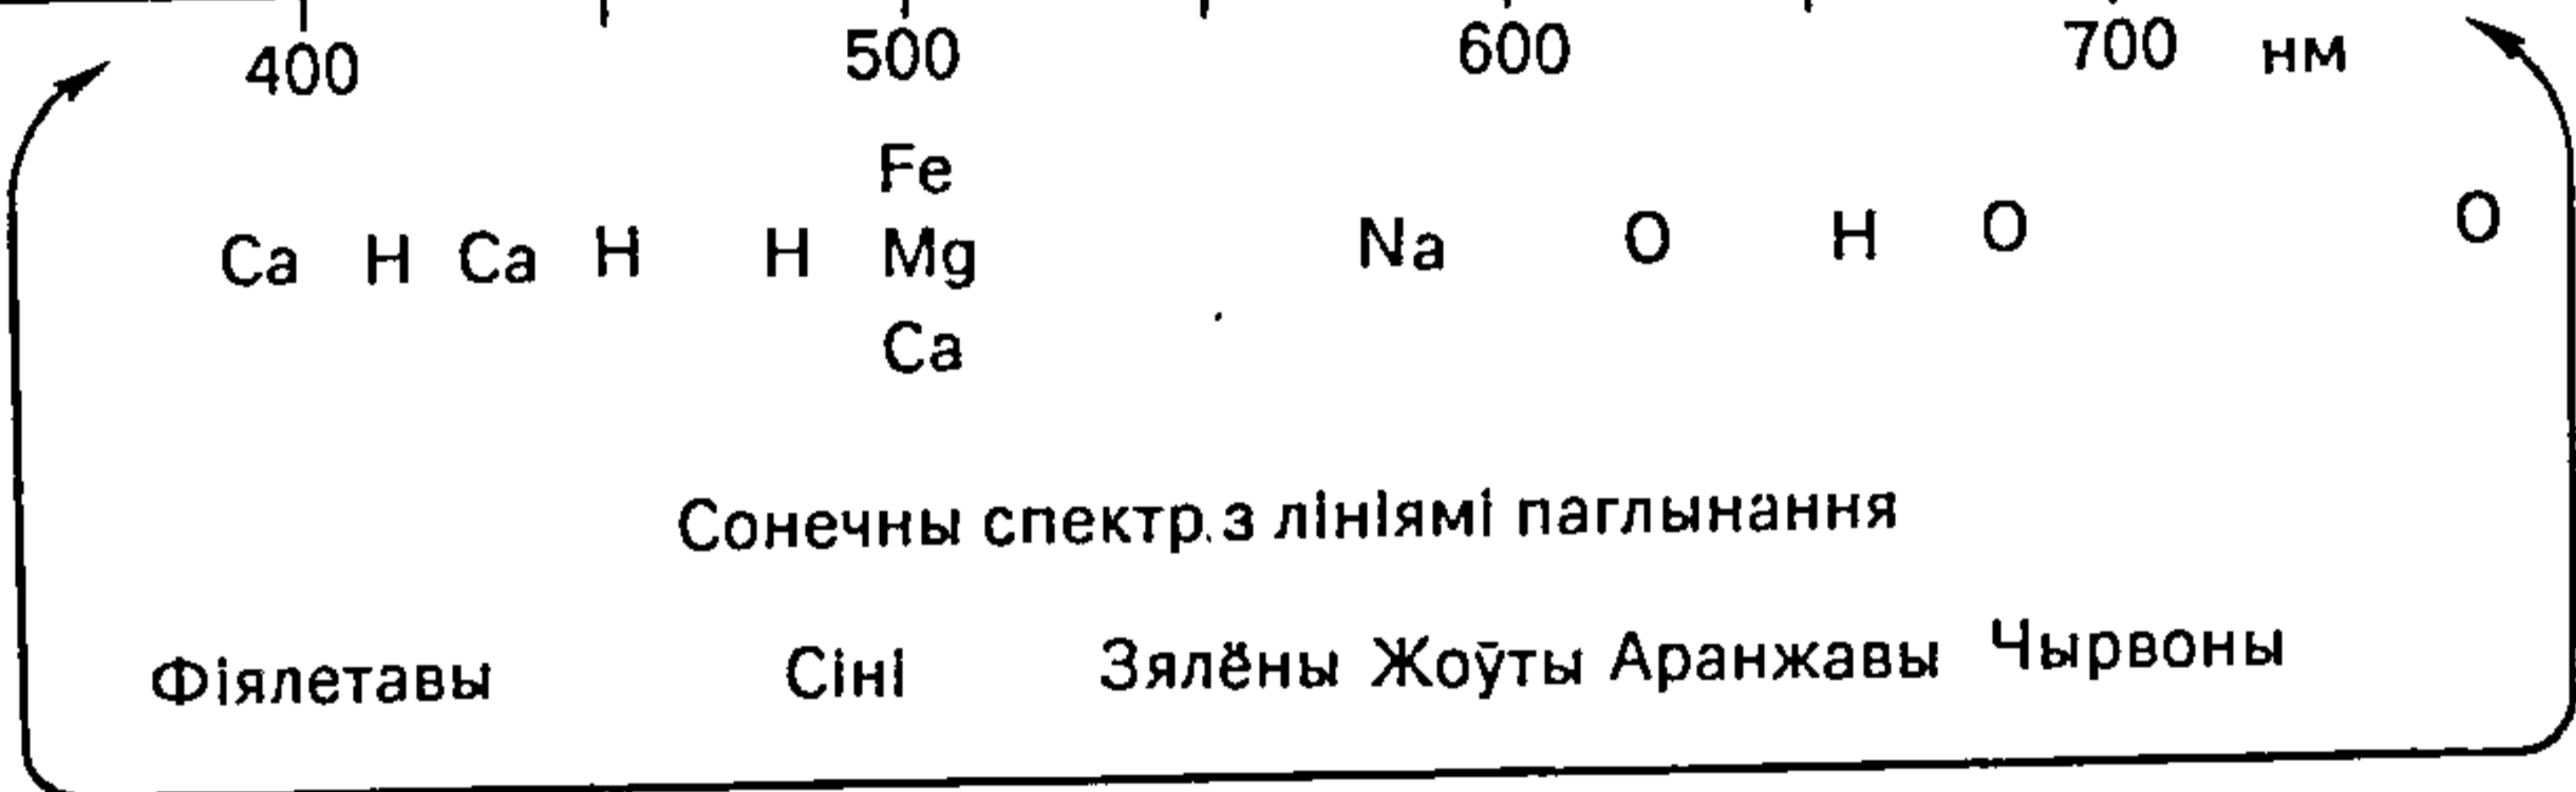 400 500 600 700 нм
Fe
Ca H Ca H H Mg Na O H O O
Ca
Сонечны спектр з лініямі паглынання
Фіялетавы Сіні Зялёны Жоўты Аранжавы Чырвоны